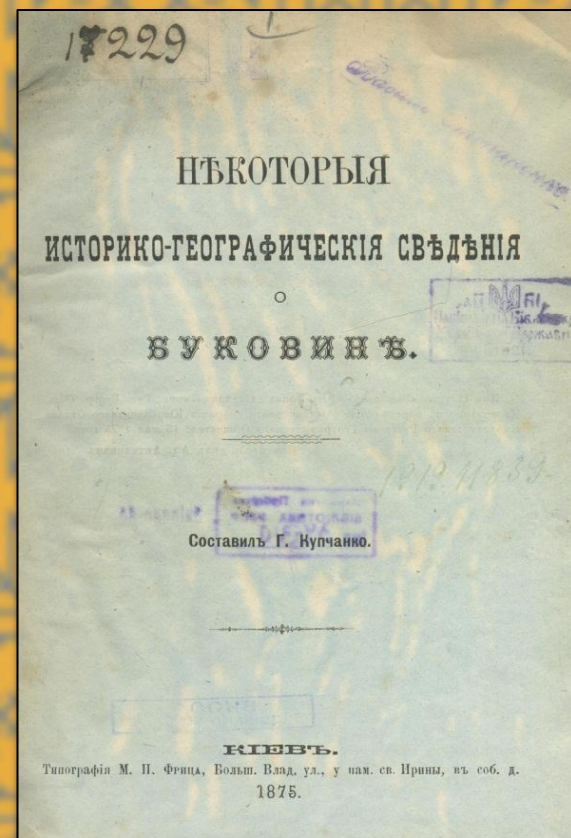 17229
НѢКОТОРЫЯ
ИСТОРИКО-ГЕОГРАФИЧЕСКІЯ СВѢДѢНІЯ
О
БУКОВИНѢ.
Составилъ Г. Купчанко.
КІЕВЪ.
Типографія М. П. Фрица, Больш. Влад. ул., у пам. св. Ирины, въ соб. д.
1875.